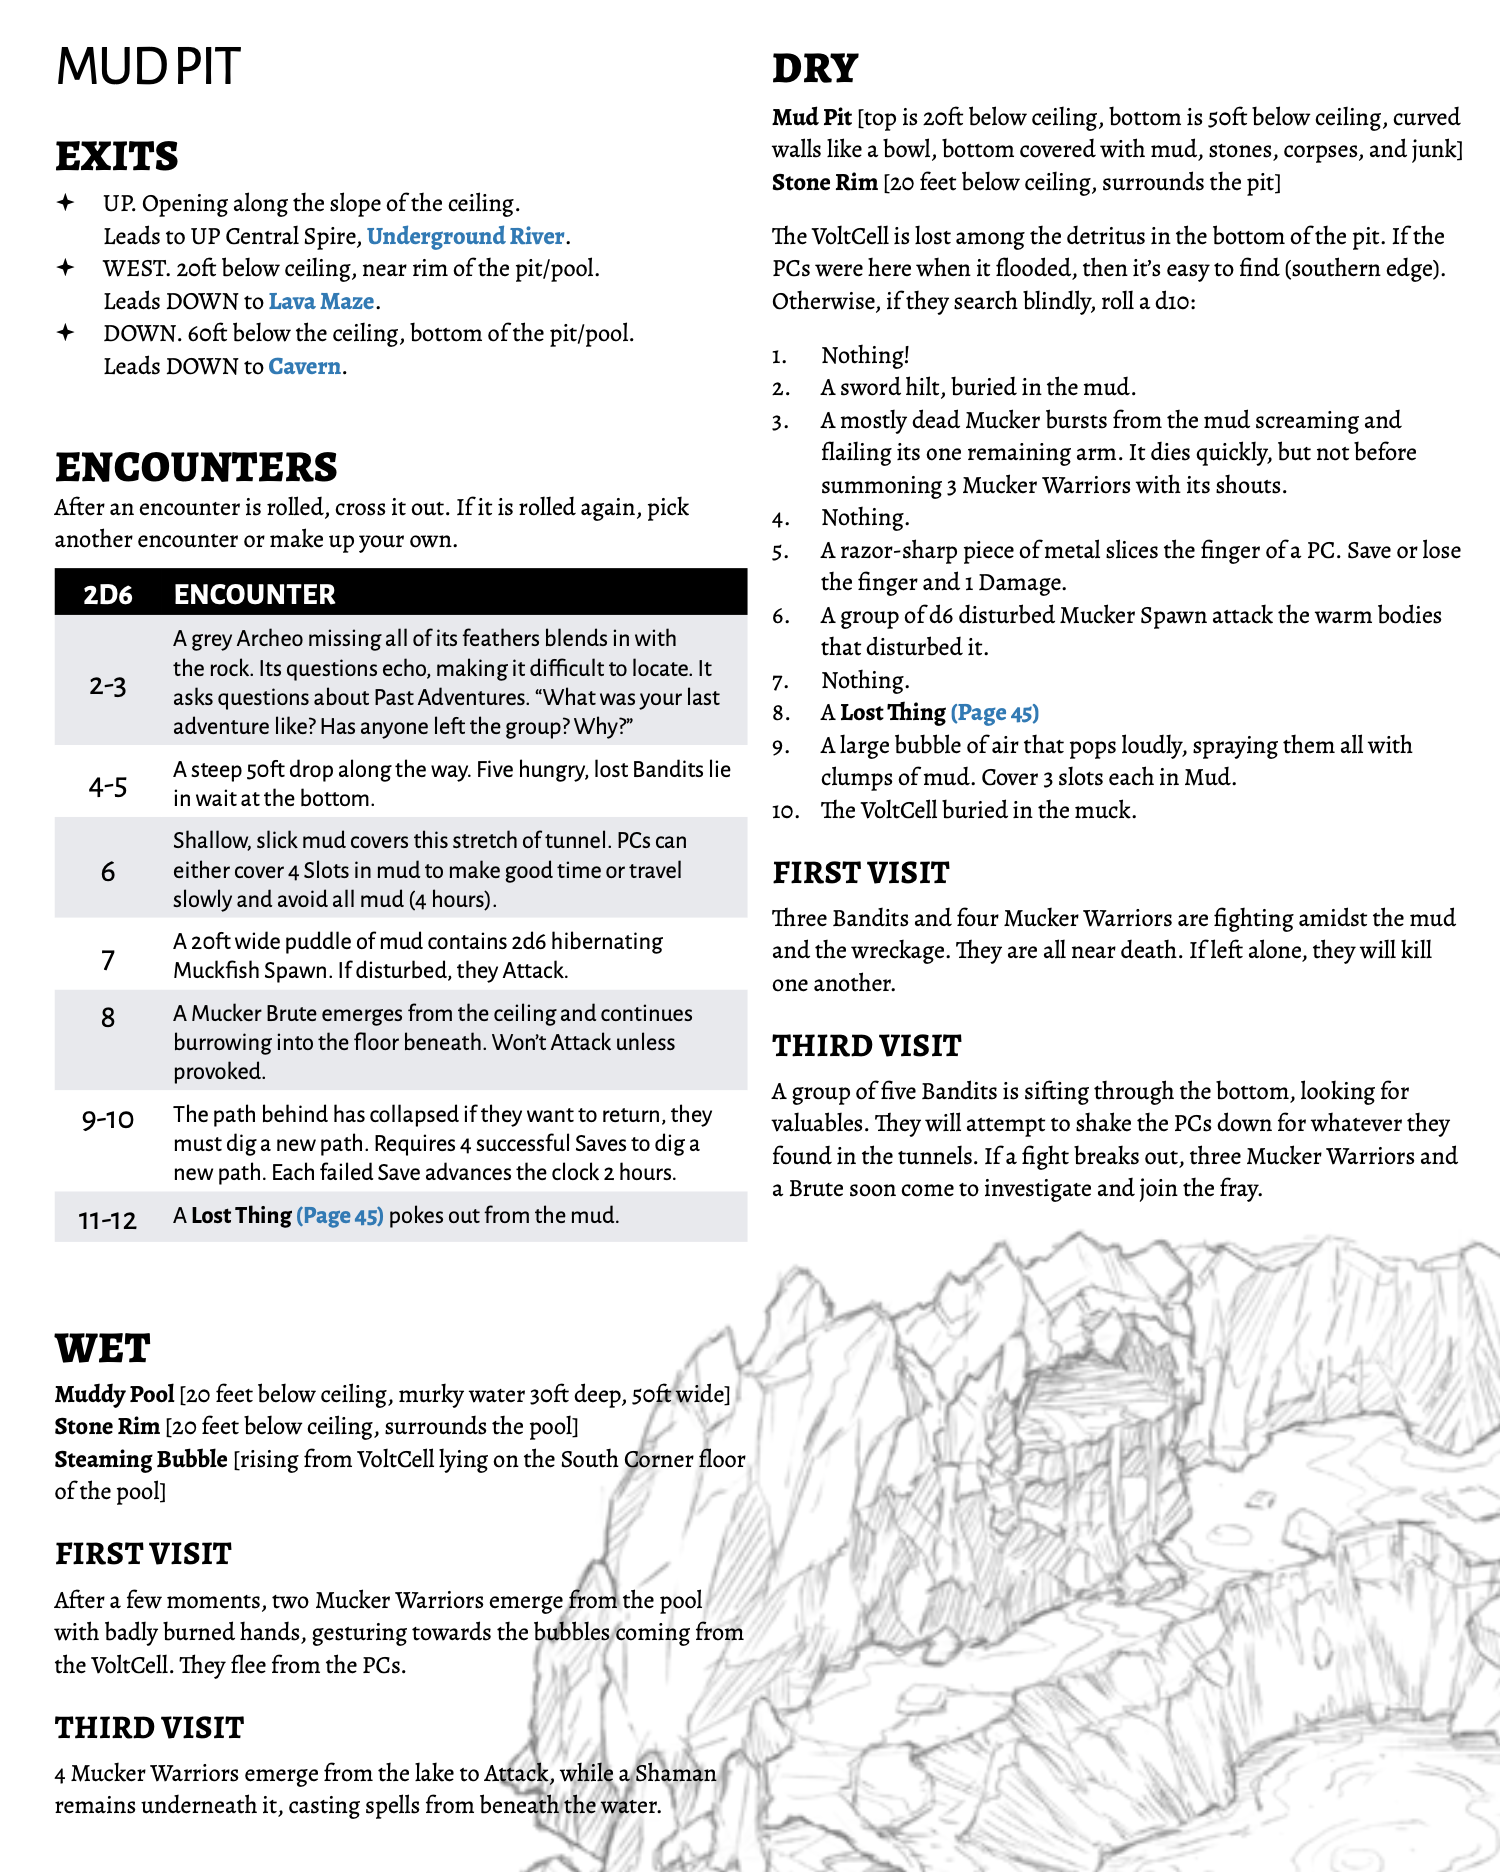 MUD PIT
EXITS
✦ UP. Opening along the slope of the ceiling.
Leads to UP Central Spire, Underground River.
✦ WEST. 20ft below ceiling, near rim of the pit/pool.
Leads DOWN to Lava Maze.
✦ DOWN. 60ft below the ceiling, bottom of the pit/pool.
Leads DOWN to Cavern.
ENCOUNTERS
After an encounter is rolled, cross it out. If it is rolled again, pick
another encounter or make up your own.
2D6 ENCOUNTER
2-3
A grey Archeo missing all of its feathers blends in with
the rock. Its questions echo, making it difficult to locate. It
asks questions about Past Adventures. “What was your last
adventure like? Has anyone left the group? Why?”
4-5
A steep 50ft drop along the way. Five hungry, lost Bandits lie
in wait at the bottom.
6
Shallow, slick mud covers this stretch of tunnel. PCs can
either cover 4 Slots in mud to make good time or travel
slowly and avoid all mud (4 hours).
7
A 20ft wide puddle of mud contains 2d6 hibernating
Muckfish Spawn. If disturbed, they Attack.
8
A Mucker Brute emerges from the ceiling and continues
burrowing into the floor beneath. Won’t Attack unless
provoked.
9-10
The path behind has collapsed if they want to return, they
must dig a new path. Requires 4 successful Saves to dig a
new path. Each failed Save advances the clock 2 hours.
11-12
A Lost Thing (Page 45) pokes out from the mud.
WET
Muddy Pool [20 feet below ceiling, murky water 30ft deep, 50ft wide]
Stone Rim [20 feet below ceiling, surrounds the pool]
Steaming Bubble [rising from VoltCell lying on the South Corner floor
of the pool]
FIRST VISIT
After a few moments, two Mucker Warriors emerge from the pool
with badly burned hands, gesturing towards the bubbles coming from
the VoltCell. They flee from the PCs.
THIRD VISIT
4 Mucker Warriors emerge from the lake to Attack, while a Shaman
remains underneath it, casting spells from beneath the water.
DRY
Mud Pit [top is 20ft below ceiling, bottom is 50ft below ceiling, curved
walls like a bowl, bottom covered with mud, stones, corpses, and junk]
Stone Rim [20 feet below ceiling, surrounds the pit]
The VoltCell is lost among the detritus in the bottom of the pit. If the
PCs were here when it flooded, then it’s easy to find (southern edge).
Otherwise, if they search blindly, roll a d10:
1. Nothing!
2. A sword hilt, buried in the mud.
3. A mostly dead Mucker bursts from the mud screaming and
flailing its one remaining arm. It dies quickly, but not before
summoning 3 Mucker Warriors with its shouts.
4. Nothing.
5. A razor-sharp piece of metal slices the finger of a PC. Save or lose
the finger and 1 Damage.
6. A group of d6 disturbed Mucker Spawn attack the warm bodies
that disturbed it.
7. Nothing.
8. A Lost Thing (Page 45)
9. A large bubble of air that pops loudly, spraying them all with
clumps of mud. Cover 3 slots each in Mud.
10. The VoltCell buried in the muck.
FIRST VISIT
Three Bandits and four Mucker Warriors are fighting amidst the mud
and the wreckage. They are all near death. If left alone, they will kill
one another.
THIRD VISIT
A group of five Bandits is sifting through the bottom, looking for
valuables. They will attempt to shake the PCs down for whatever they
found in the tunnels. If a fight breaks out, three Mucker Warriors and
a Brute soon come to investigate and join the fray.